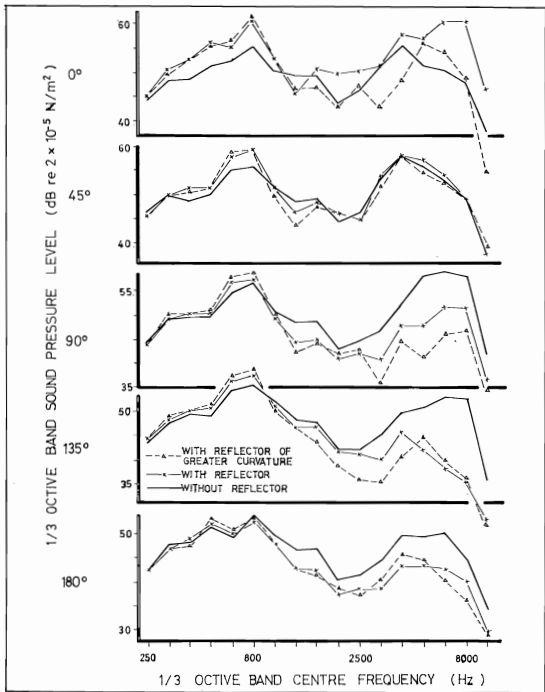 1/3 OCTIVE BAND SOUND PRESSURE LEVEL (dB re 2 × 10⁻⁵ N/m²)
60
0°
40
60
45°
40
55.
90°
35
50
135°
35
WITH REFLECTOR OF
GREATER CURVATURE
WITH REFLECTOR
WITHOUT REFLECTOR
50
180°
30
250 800 2500 8000
1/3 OCTIVE BAND CENTRE FREQUENCY (Hz)